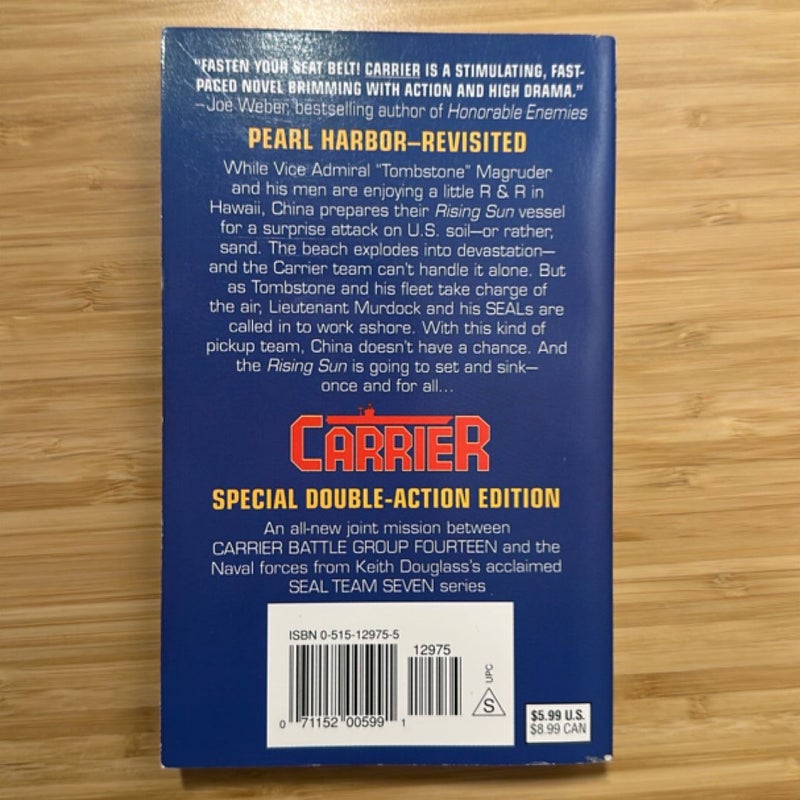 "FASTEN YOUR SEAT BELT! CARRIER IS A STIMULATING, FAST-
PACED NOVEL BRIMMING WITH ACTION AND HIGH DRAMA."
—Joe Weber, bestselling author of Honorable Enemies
PEARL HARBOR—REVISITED
While Vice Admiral "Tombstone" Magruder
and his men are enjoying a little R & R in
Hawaii, China prepares their Rising Sun vessel
for a surprise attack on U.S. soil—or rather,
sand. The beach explodes into devastation—
and the Carrier team can't handle it alone. But
as Tombstone and his fleet take charge of
the air, Lieutenant Murdock and his SEALs are
called in to work ashore. With this kind of
pickup team, China doesn't have a chance. And
the Rising Sun is going to set and sink—
once and for all...
CARRIER
SPECIAL DOUBLE-ACTION EDITION
An all-new joint mission between
CARRIER BATTLE GROUP FOURTEEN and the
Naval forces from Keith Douglass's acclaimed
SEAL TEAM SEVEN series
ISBN 0-515-12975-5
12975
0 71152 00599 1
UPC
S
$5.99 U.S.
$8.99 CAN